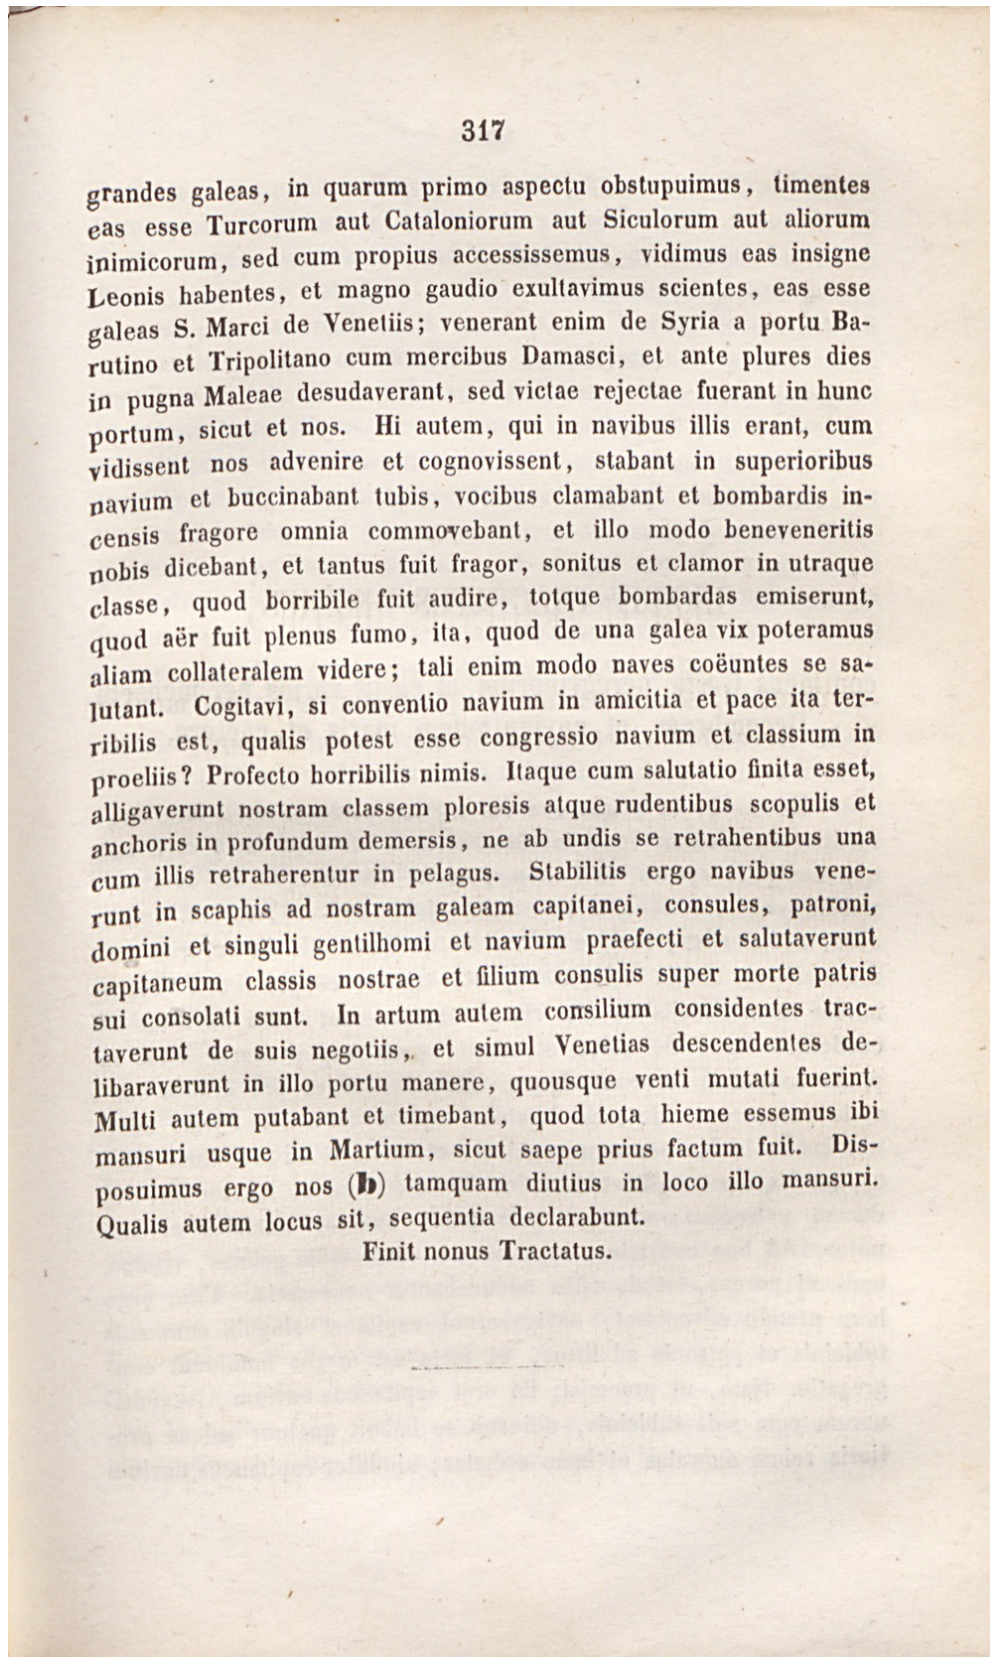 317
grandes galeas, in quarum primo aspectu obstupuimus, timentes
eas esse Turcorum aut Cataloniorum aut Siculorum aut aliorum
inimicorum, sed cum propius accessissemus, vidimus eas insigne
Leonis habentes, et magno gaudio exultavimus scientes, eas esse
galeas S. Marci de Venetiis; venerant enim de Syria a portu Ba-
rutino et Tripolitano cum mercibus Damasci, et ante plures dies
in pugna Maleae desudaverant, sed victae rejectae fuerant in hunc
portum, sicut et nos. Hi autem, qui in navibus illis erant, cum
vidissent nos advenire et cognovissent, stabant in superioribus
navium et buccinabant tubis, vocibus clamabant et bombardis in-
censis fragore omnia commovebant, et illo modo beneveneritis
nobis dicebant, et tantus fuit fragor, sonitus et clamor in utraque
classe, quod borribile fuit audire, totque bombardas emiserunt,
quod aër fuit plenus fumo, ita, quod de una galea vix poteramus
aliam collateralem videre; tali enim modo naves coëuntes se sa-
lutant. Cogitavi, si conventio navium in amicitia et pace ita ter-
ribilis est, qualis potest esse congressio navium et classium in
proeliis? Profecto horribilis nimis. Itaque cum salutatio finita esset,
alligaverunt nostram classem ploresis atque rudentibus scopulis et
anchoris in profundum demersis, ne ab undis se retrahentibus una
cum illis retraherentur in pelagus. Stabilitis ergo navibus vene-
runt in scaphis ad nostram galeam capitanei, consules, patroni,
domini et singuli gentilhomi et navium praefecti et salutaverunt
capitaneum classis nostrae et filium consulis super morte patris
sui consolati sunt. In artum autem consilium considentes trac-
taverunt de suis negotiis, et simul Venetias descendentes de-
libaraverunt in illo portu manere, quousque venti mutati fuerint.
Multi autem putabant et timebant, quod tota hieme essemus ibi
mansuri usque in Martium, sicut saepe prius factum fuit. Dis-
posuimus ergo nos (b) tamquam diutius in loco illo mansuri.
Qualis autem locus sit, sequentia declarabunt.
Finit nonus Tractatus.